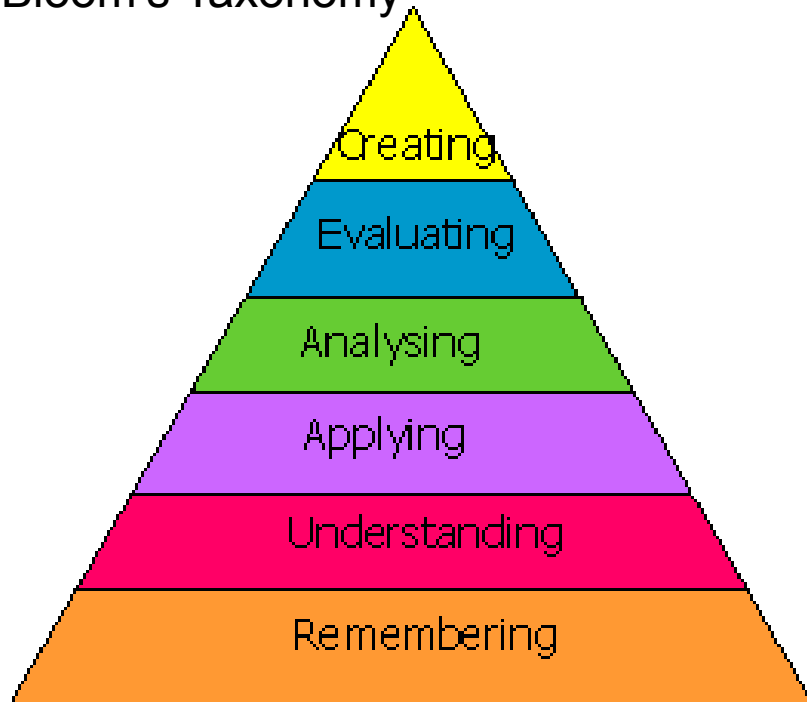 Bloom's Taxonomy
Creating
Evaluating
Analysing
Applying
Understanding
Remembering